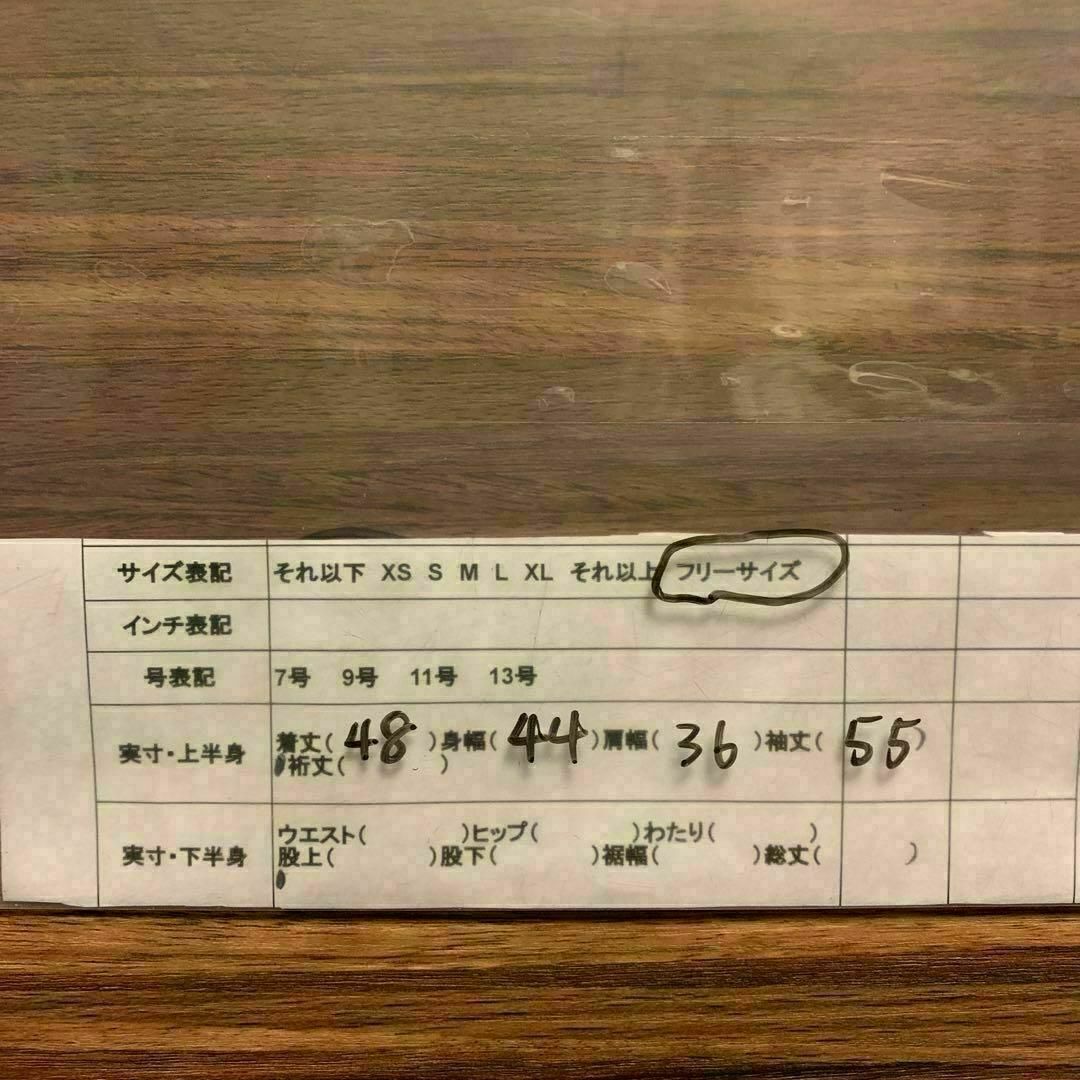 サイズ表記 それ以下 XS S M L XL それ以上 フリーサイズ
インチ表記
号表記 7号 9号 11号 13号
実寸・上半身 着丈( 48 )身幅( 44 )肩幅( 36 )袖丈( 55 )
裄丈( )
実寸・下半身 ウエスト( )ヒップ( )わたり( )
股上( )股下( )裾幅( )総丈( )